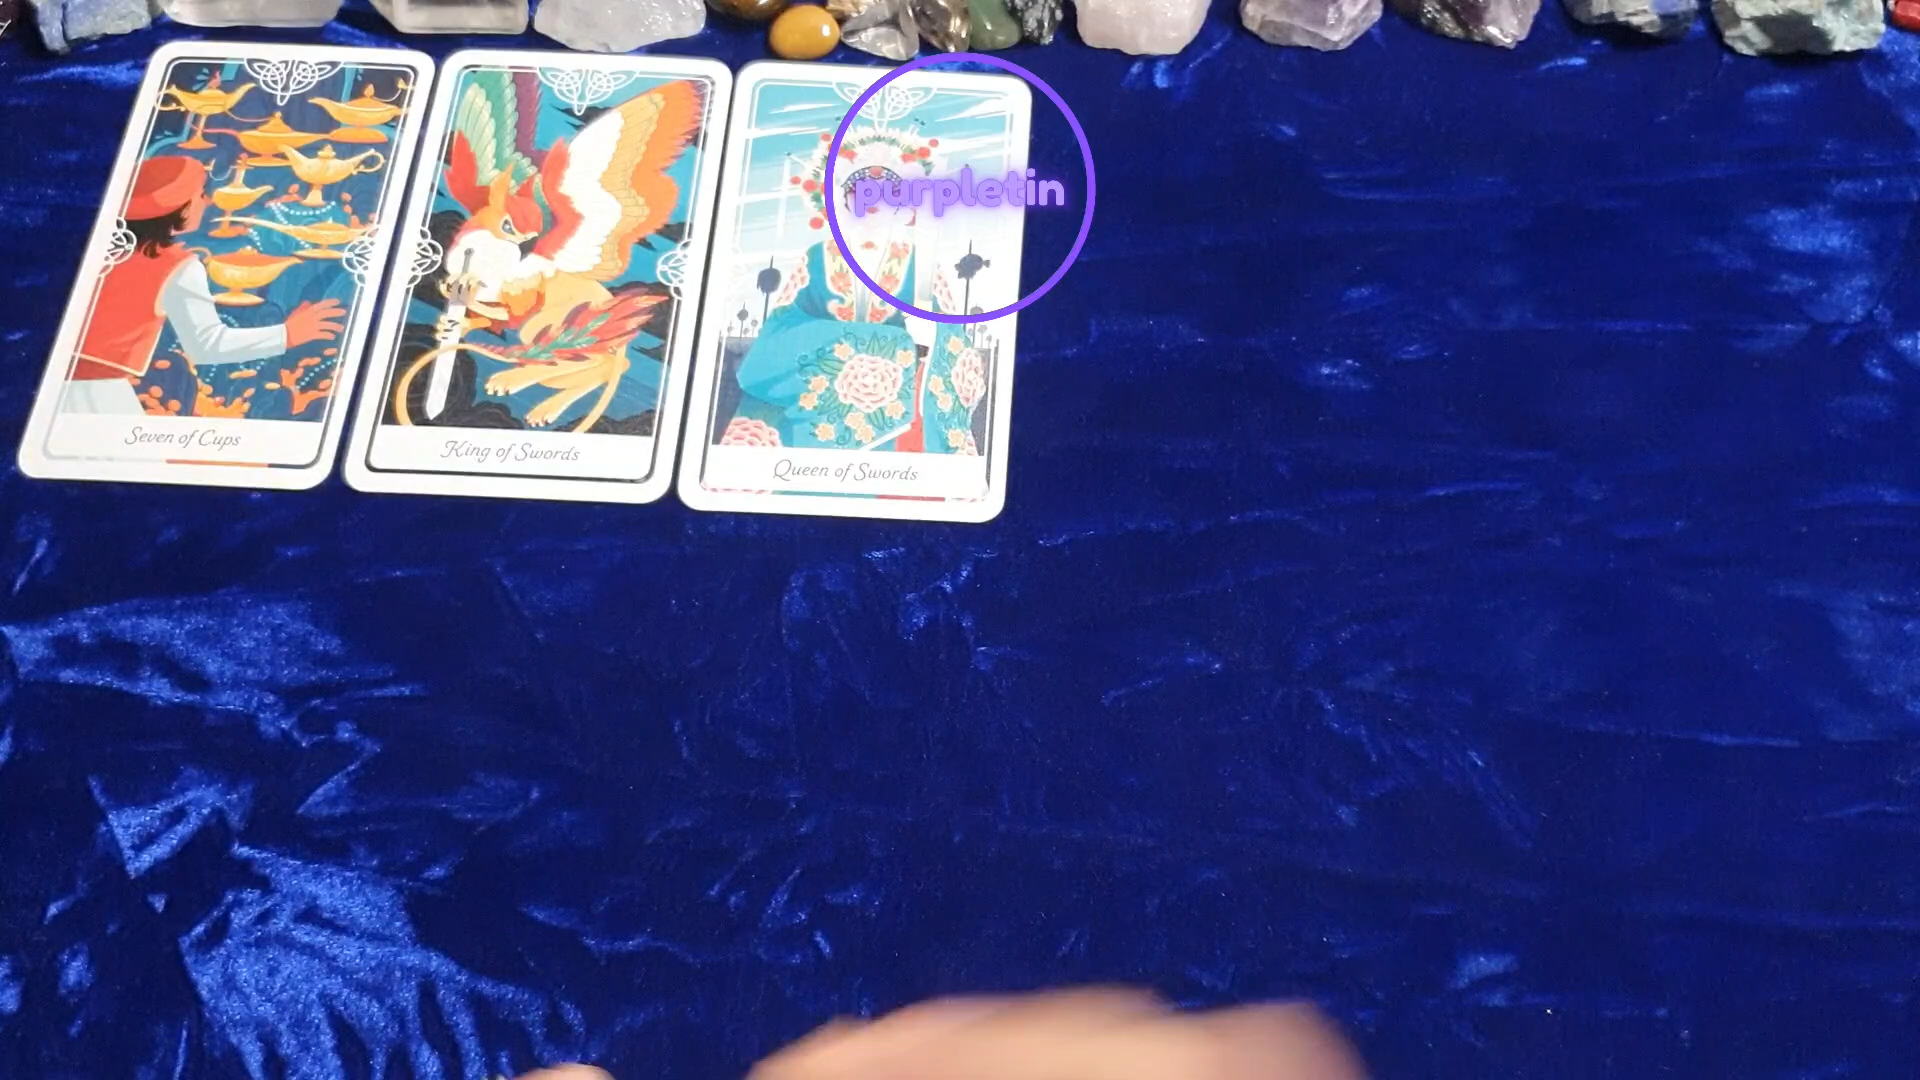 Seven of Cups
King of Swords
Queen of Swords
purpletin